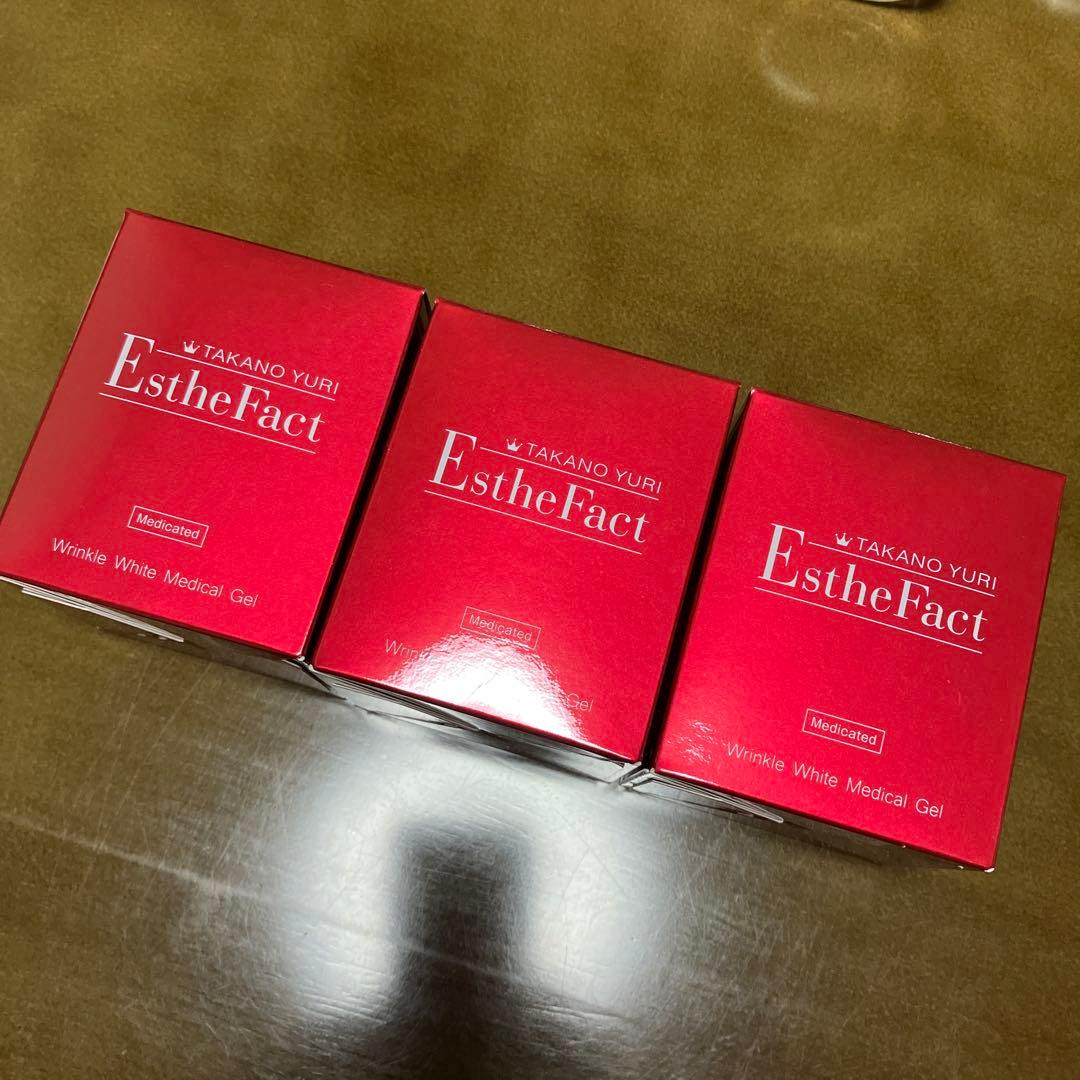 TAKANO YURI
EstheFact
Medicated
Wrinkle White Medical Gel
TAKANO YURI
EstheFact
Medicated
Gel
TAKANO YURI
EstheFact
Medicated
Wrinkle White Medical Gel